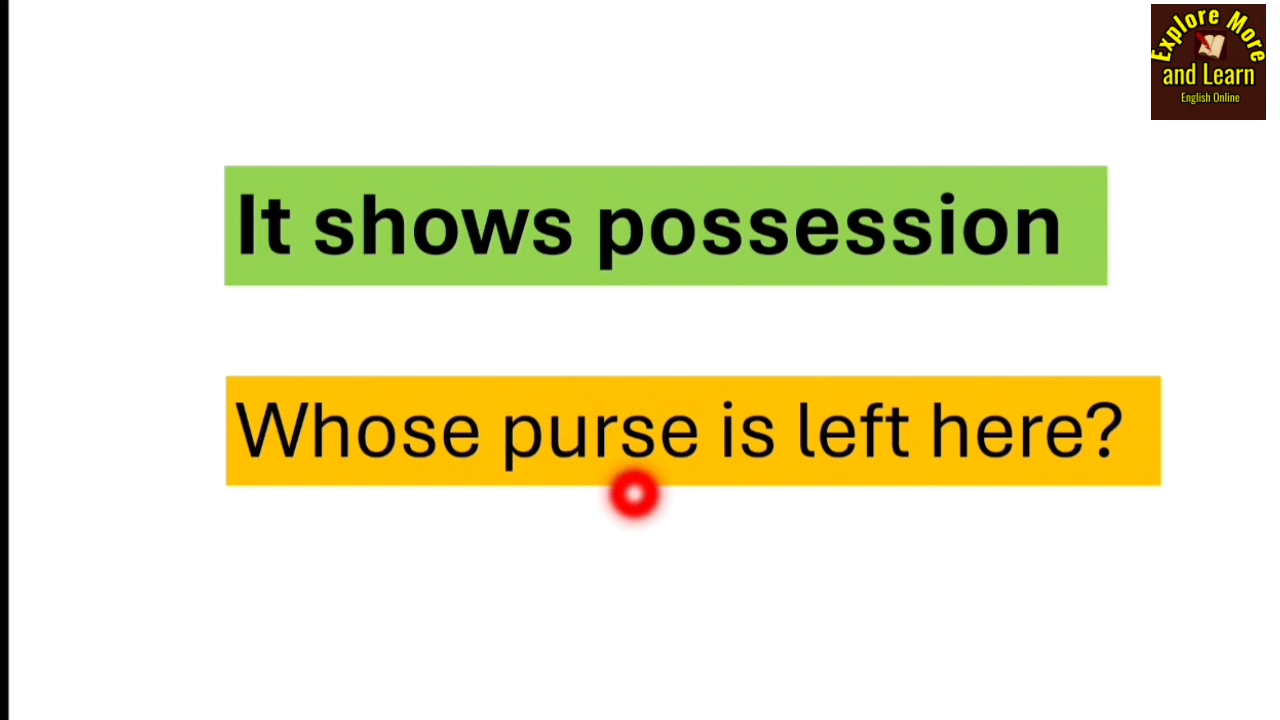 Explore More
and Learn
English Online
It shows possession
Whose purse is left here?